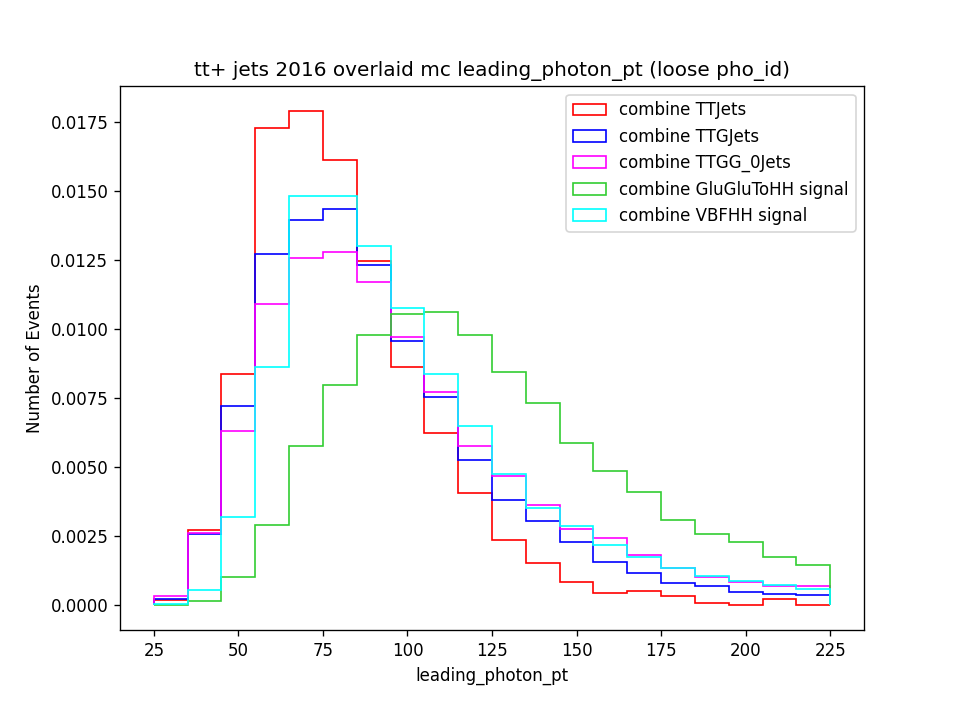 tt+ jets 2016 overlaid mc leading_photon_pt (loose pho_id)
combine TTJets
combine TTGJets
combine TTGG_0Jets
combine GluGluToHH signal
combine VBFHH signal
Number of Events
0.0175
0.0150
0.0125
0.0100
0.0075
0.0050
0.0025
0.0000
25 50 75 100 125 150 175 200 225
leading_photon_pt